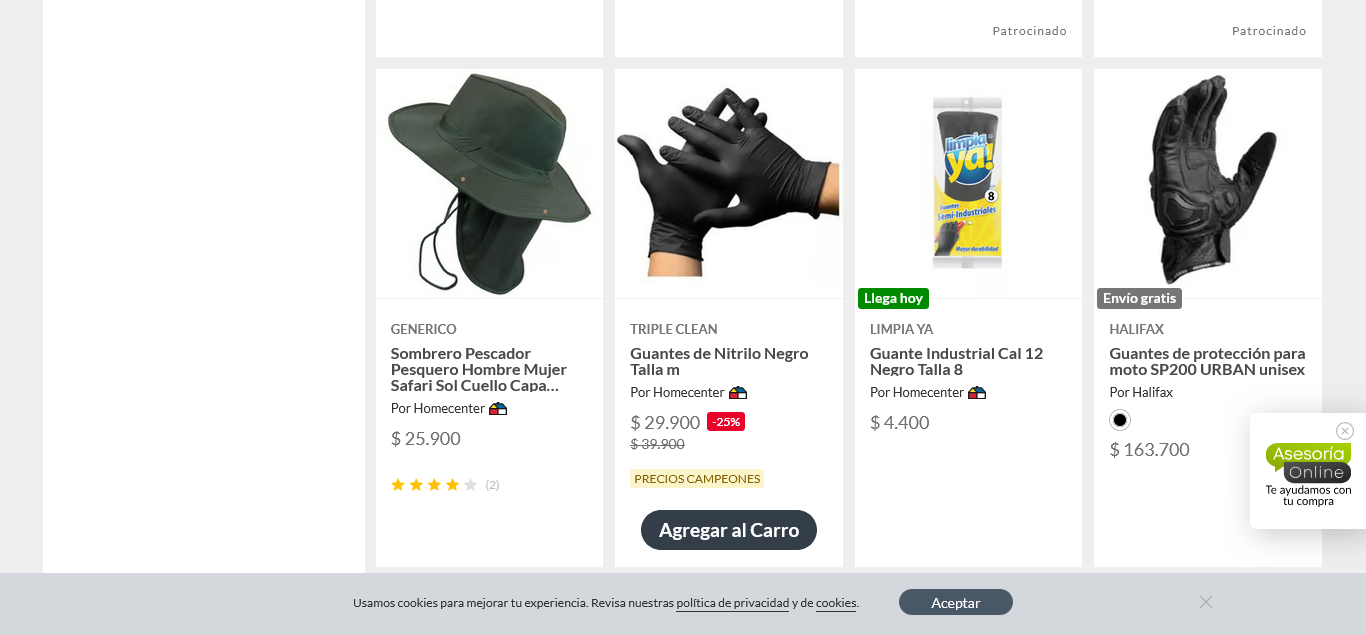 Patrocinado
Patrocinado
limpia
ya!
8
Guantes
Semi-Industriales
Mayor durabilidad
Llega hoy
Envío gratis
GENERICO
Sombrero Pescador
Pesquero Hombre Mujer
Safari Sol Cuello Capa...
Por Homecenter
$ 25.900
(2)
TRIPLE CLEAN
Guantes de Nitrilo Negro
Talla m
Por Homecenter
$ 29.900 -25%
$ 39.900
PRECIOS CAMPEONES
Agregar al Carro
LIMPIA YA
Guante Industrial Cal 12
Negro Talla 8
Por Homecenter
$ 4.400
HALIFAX
Guantes de protección para
moto SP200 URBAN unisex
Por Halifax
$ 163.700
Asesoría
Online
Te ayudamos con
tu compra
Usamos cookies para mejorar tu experiencia. Revisa nuestras política de privacidad y de cookies.
Aceptar